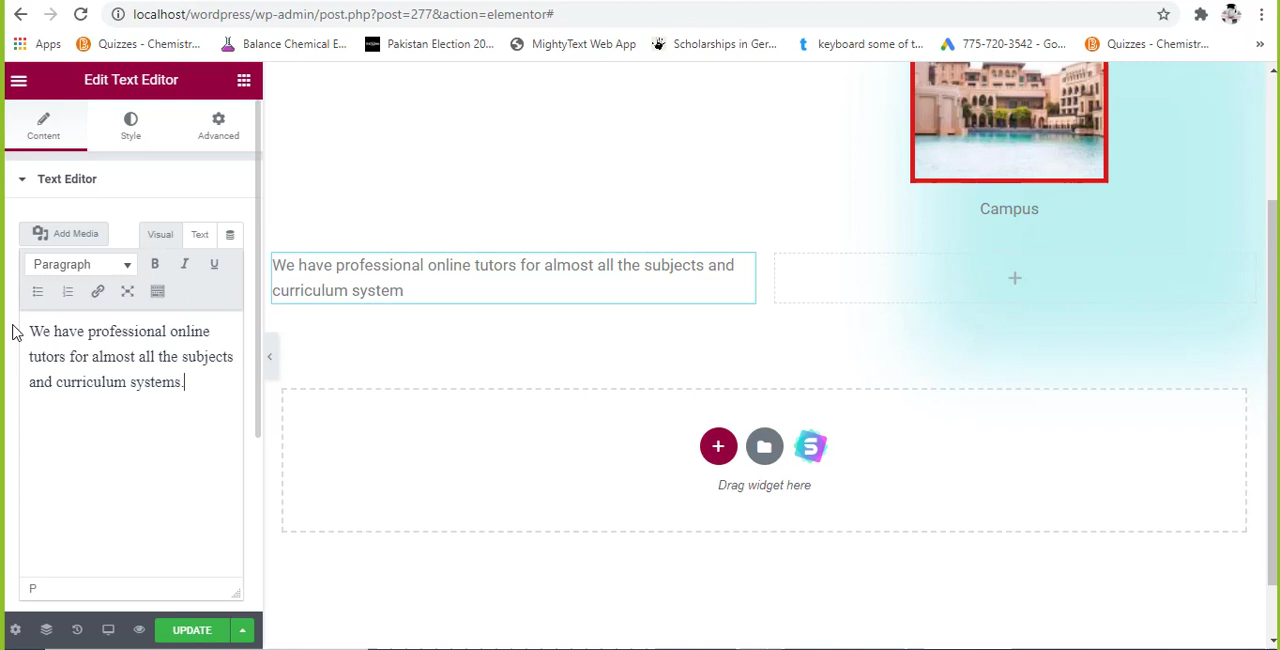 localhost/wordpress/wp-admin/post.php?post=277&action=elementor#
Apps
Quizzes - Chemistr...
Balance Chemical E...
Pakistan Election 20...
MightyText Web App
Scholarships in Ger...
keyboard some of t...
775-720-3542 - Go...
Quizzes - Chemistr...
»
Edit Text Editor
Content
Style
Advanced
Text Editor
Add Media
Visual
Text
Paragraph
B
I
U
We have professional online
tutors for almost all the subjects
and curriculum systems.
P
UPDATE
Campus
We have professional online tutors for almost all the subjects and
curriculum system
Drag widget here